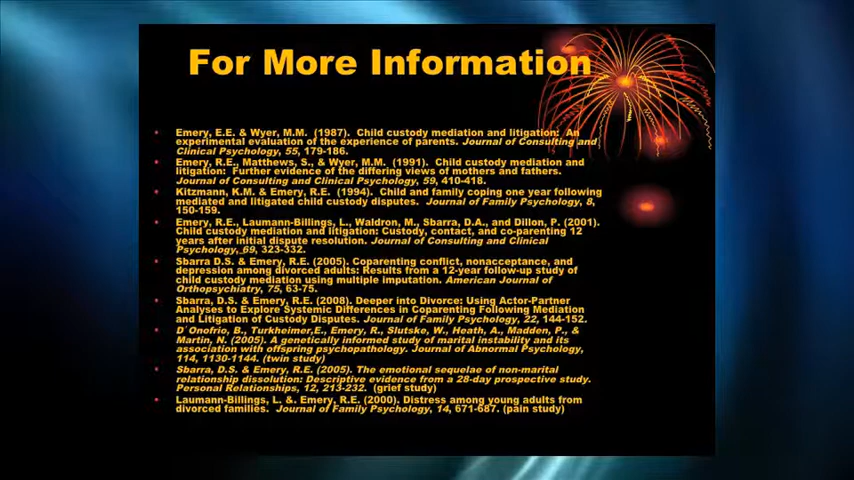 For More Information
• Emery, E.E. & Wyer, M.M. (1987). Child custody mediation and litigation: An
experimental evaluation of the experience of parents. Journal of Consulting and
Clinical Psychology, 55, 179-186.
• Emery, R.E., Matthews, S., & Wyer, M.M. (1991). Child custody mediation and
litigation: Further evidence of the differing views of mothers and fathers.
Journal of Consulting and Clinical Psychology, 59, 410-418.
• Kitzmann, K.M. & Emery, R.E. (1994). Child and family coping one year following
mediated and litigated child custody disputes. Journal of Family Psychology, 8,
150-159.
• Emery, R.E., Laumann-Billings, L., Waldron, M., Sbarra, D.A., and Dillon, P. (2001).
Child custody mediation and litigation: Custody, contact, and co-parenting 12
years after initial dispute resolution. Journal of Consulting and Clinical
Psychology, 69, 323-332.
• Sbarra D.S. & Emery, R.E. (2005). Coparenting conflict, nonacceptance, and
depression among divorced adults: Results from a 12-year follow-up study of
child custody mediation using multiple imputation. American Journal of
Orthopsychiatry, 75, 63-75.
• Sbarra, D.S. & Emery, R.E. (2008). Deeper into Divorce: Using Actor-Partner
Analyses to Explore Systemic Differences in Coparenting Following Mediation
and Litigation of Custody Disputes. Journal of Family Psychology, 22, 144-152.
• D'Onofrio, B., Turkheimer,E., Emery, R., Slutske, W., Heath, A., Madden, P., &
Martin, N. (2005). A genetically informed study of marital instability and its
association with offspring psychopathology. Journal of Abnormal Psychology,
114, 1130-1144. (twin study)
• Sbarra, D.S. & Emery, R.E. (2005). The emotional sequelae of non-marital
relationship dissolution: Descriptive evidence from a 28-day prospective study.
Personal Relationships, 12, 213-232. (grief study)
• Laumann-Billings, L. &. Emery, R.E. (2000). Distress among young adults from
divorced families. Journal of Family Psychology, 14, 671-687. (pain study)